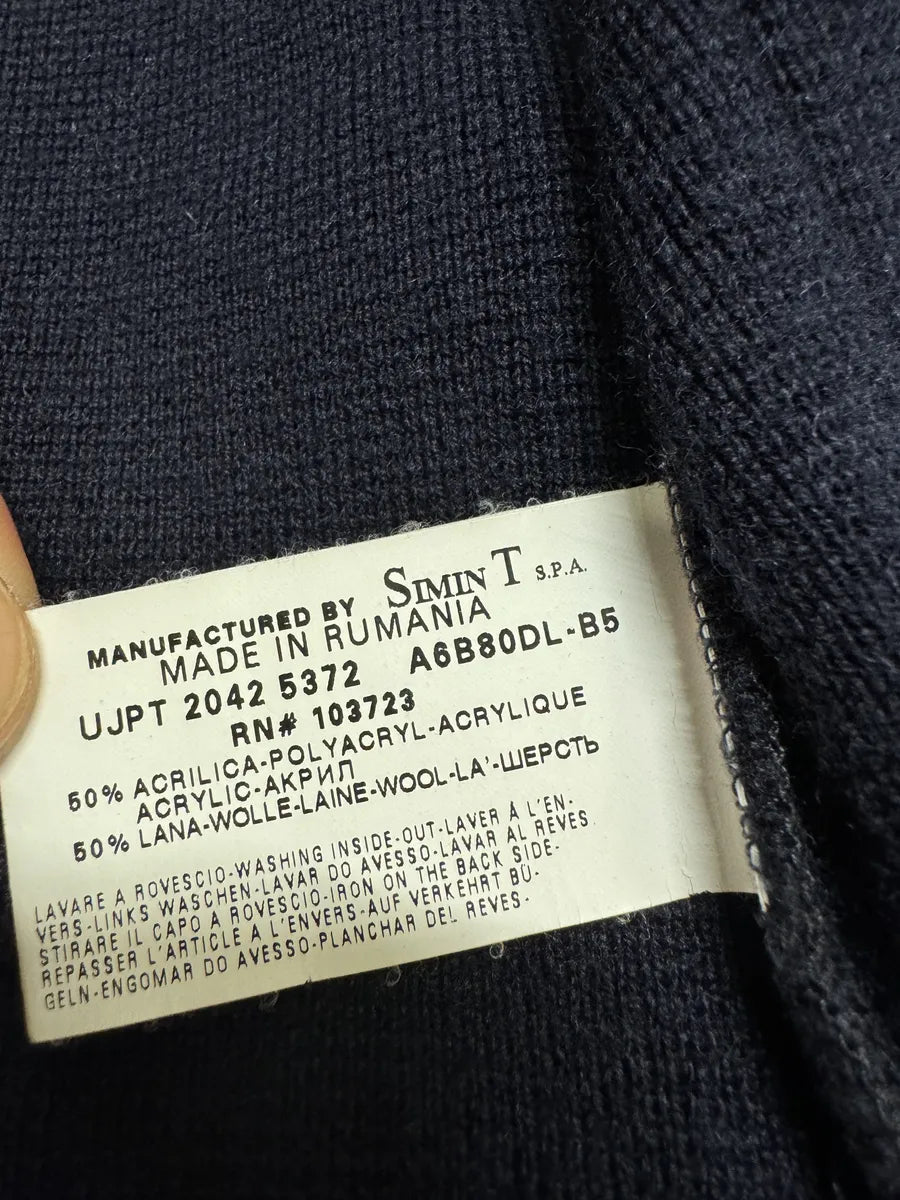 MANUFACTURED BY SIMINT S.P.A.
MADE IN RUMANIA
UJPT 2042 5372 A6B80DL-B5
RN# 103723
50% ACRILICA-POLYACRYL-ACRYLIQUE
ACRYLIC-АКРИЛ
50% LANA-WOLLE-LAINE-WOOL-LA'-ШЕРСТЬ
LAVARE A ROVESCIO-WASHING INSIDE-OUT-LAVER À L'EN-
VERS-LINKS WASCHEN-LAVAR DO AVESSO-LAVAR AL REVES
STIRARE IL CAPO A ROVESCIO-IRON ON THE BACK SIDE-
REPASSER L'ARTICLE A L'ENVERS-AUF VERKEHRT BÜ-
GELN-ENGOMAR DO AVESSO-PLANCHAR DEL REVES-